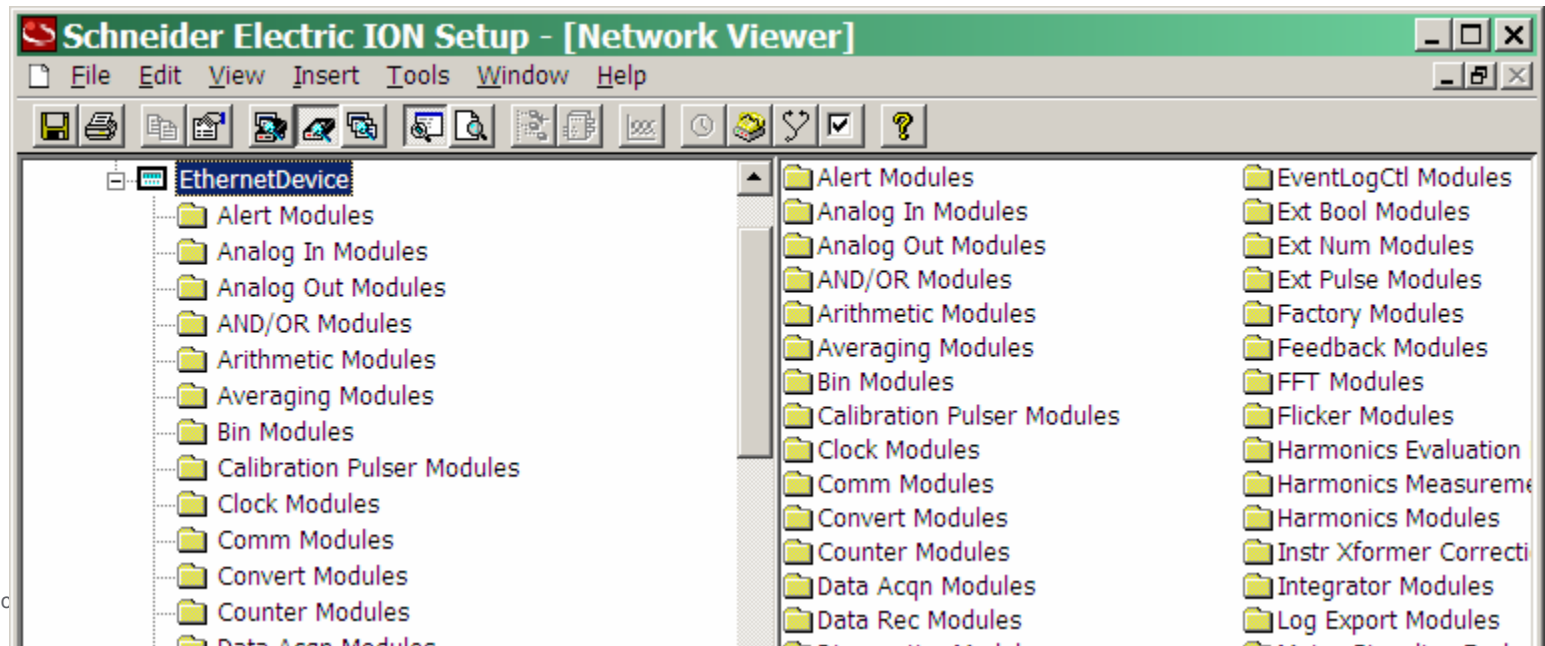 Schneider Electric ION Setup - [Network Viewer]
File Edit View Insert Tools Window Help
EthernetDevice
Alert Modules
Analog In Modules
Analog Out Modules
AND/OR Modules
Arithmetic Modules
Averaging Modules
Bin Modules
Calibration Pulser Modules
Clock Modules
Comm Modules
Convert Modules
Counter Modules
Data Acqn Modules
Alert Modules
Analog In Modules
Analog Out Modules
AND/OR Modules
Arithmetic Modules
Averaging Modules
Bin Modules
Calibration Pulser Modules
Clock Modules
Comm Modules
Convert Modules
Counter Modules
Data Acqn Modules
Data Rec Modules
EventLogCtl Modules
Ext Bool Modules
Ext Num Modules
Ext Pulse Modules
Factory Modules
Feedback Modules
FFT Modules
Flicker Modules
Harmonics Evaluation
Harmonics Measureme
Harmonics Modules
Instr Xformer Correcti
Integrator Modules
Log Export Modules